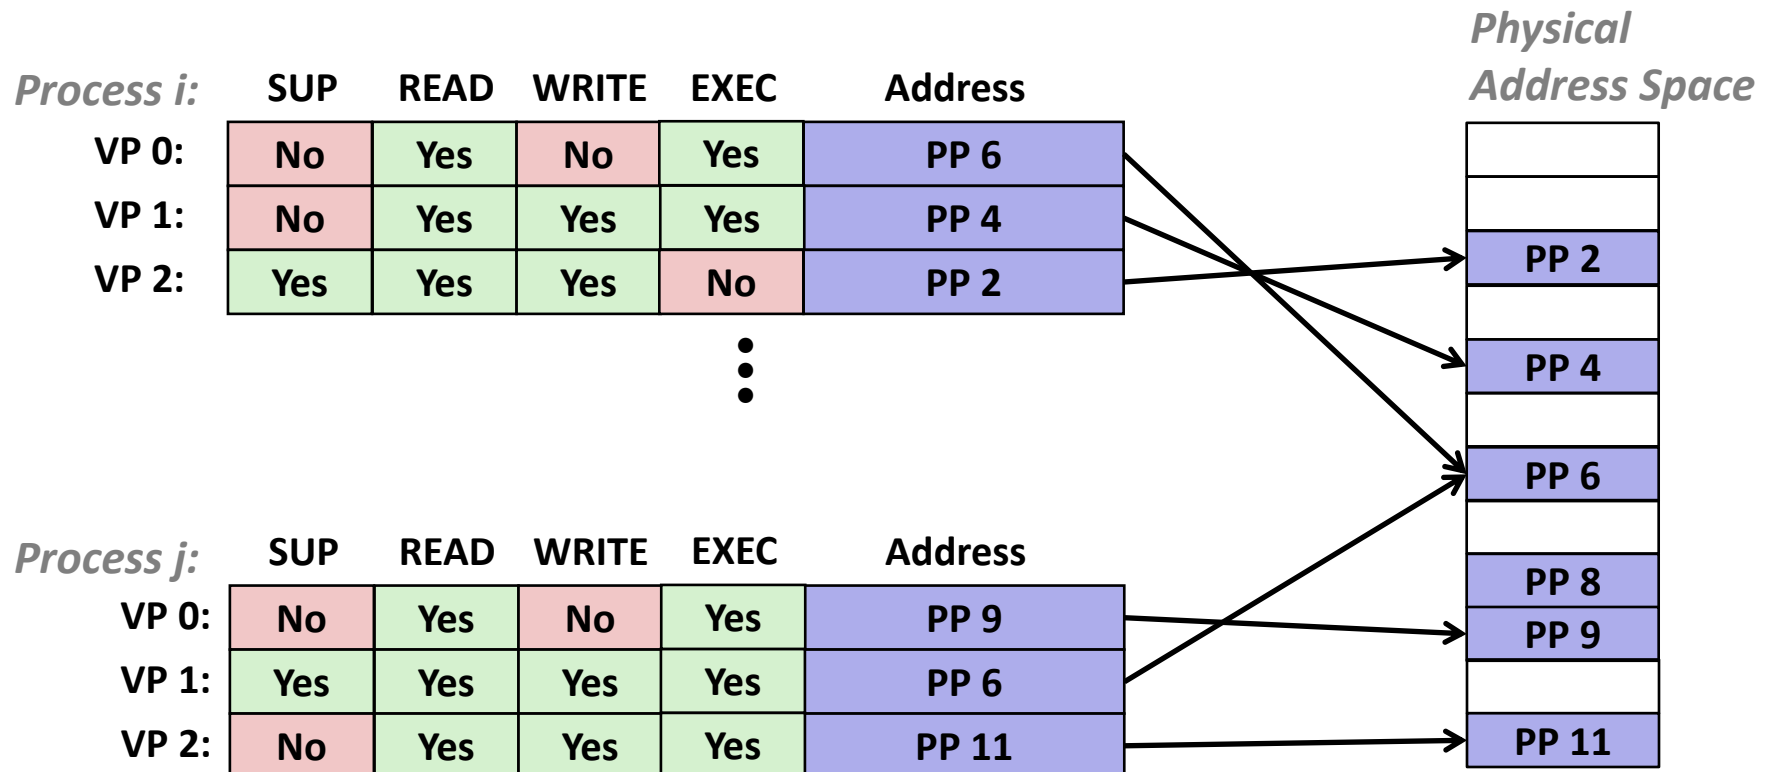 Physical
Address Space
Process i: SUP READ WRITE EXEC Address
VP 0: No Yes No Yes PP 6
VP 1: No Yes Yes Yes PP 4
VP 2: Yes Yes Yes No PP 2
PP 2
PP 4
PP 6
Process j: SUP READ WRITE EXEC Address
PP 8
VP 0: No Yes No Yes PP 9
PP 9
VP 1: Yes Yes Yes Yes PP 6
VP 2: No Yes Yes Yes PP 11
PP 11